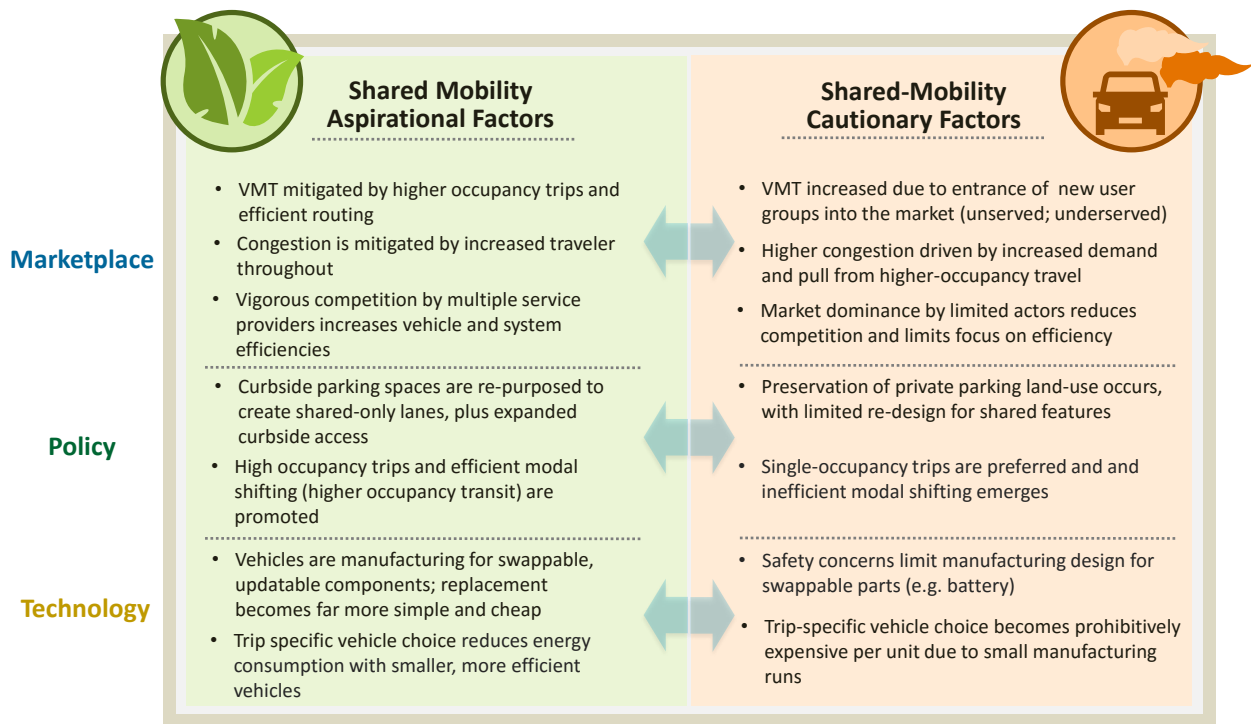 Shared Mobility
Aspirational Factors
Shared-Mobility
Cautionary Factors
Marketplace
• VMT mitigated by higher occupancy trips and
efficient routing
• Congestion is mitigated by increased traveler
throughout
• Vigorous competition by multiple service
providers increases vehicle and system
efficiencies
• VMT increased due to entrance of new user
groups into the market (unserved; underserved)
• Higher congestion driven by increased demand
and pull from higher-occupancy travel
• Market dominance by limited actors reduces
competition and limits focus on efficiency
Policy
• Curbside parking spaces are re-purposed to
create shared-only lanes, plus expanded
curbside access
• High occupancy trips and efficient modal
shifting (higher occupancy transit) are
promoted
• Preservation of private parking land-use occurs,
with limited re-design for shared features
• Single-occupancy trips are preferred and and
inefficient modal shifting emerges
Technology
• Vehicles are manufacturing for swappable,
updatable components; replacement
becomes far more simple and cheap
• Trip specific vehicle choice reduces energy
consumption with smaller, more efficient
vehicles
• Safety concerns limit manufacturing design for
swappable parts (e.g. battery)
• Trip-specific vehicle choice becomes prohibitively
expensive per unit due to small manufacturing
runs